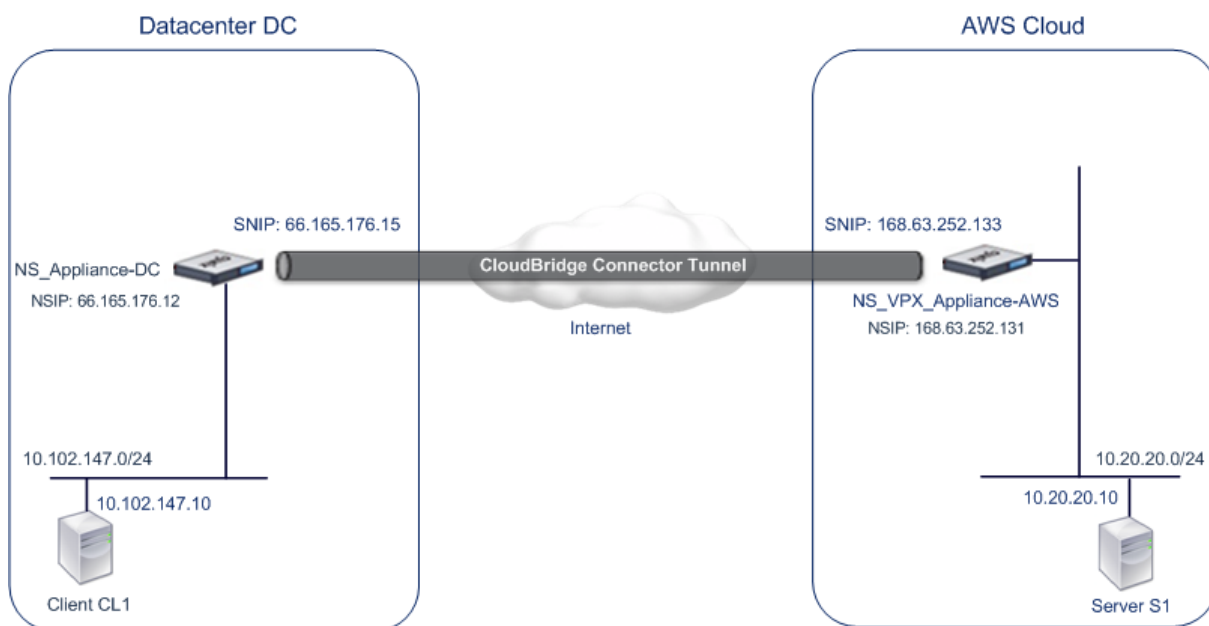 Datacenter DC
AWS Cloud
SNIP: 66.165.176.15
SNIP: 168.63.252.133
NS_Appliance-DC
CloudBridge Connector Tunnel
NSIP: 66.165.176.12
NS_VPX_Appliance-AWS
Internet
NSIP: 168.63.252.131
10.102.147.0/24
10.20.20.0/24
10.102.147.10
10.20.20.10
Client CL1
Server S1